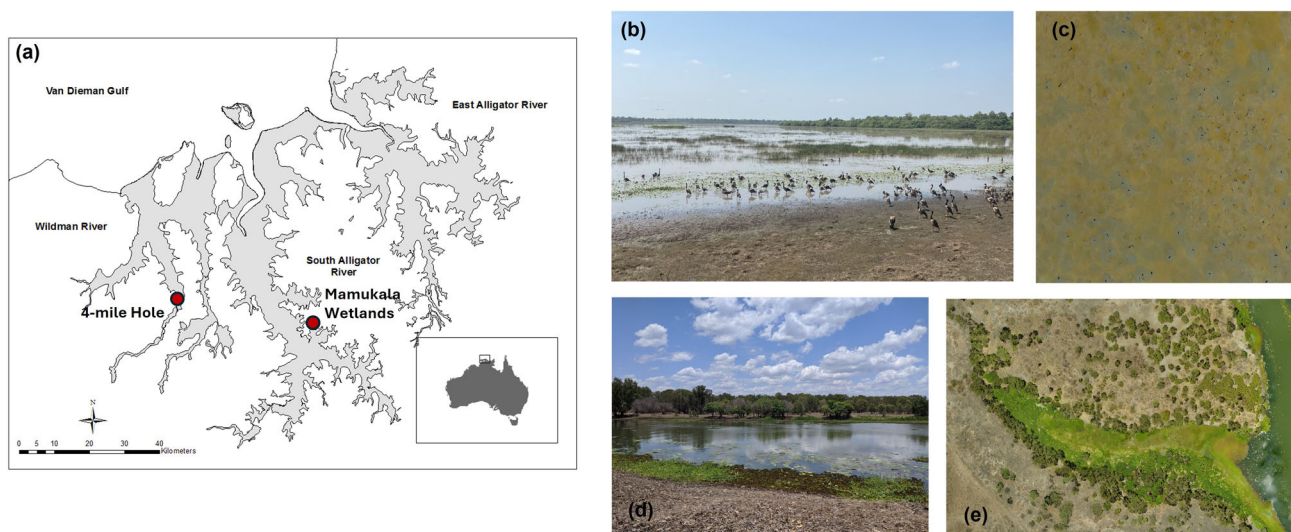 (a)
Van Dieman Gulf
East Alligator River
Wildman River
South Alligator
River
4-mile Hole
Mamukala
Wetlands
N
0 5 10 20 30 40
Kilometers
(b)
(c)
(d)
(e)